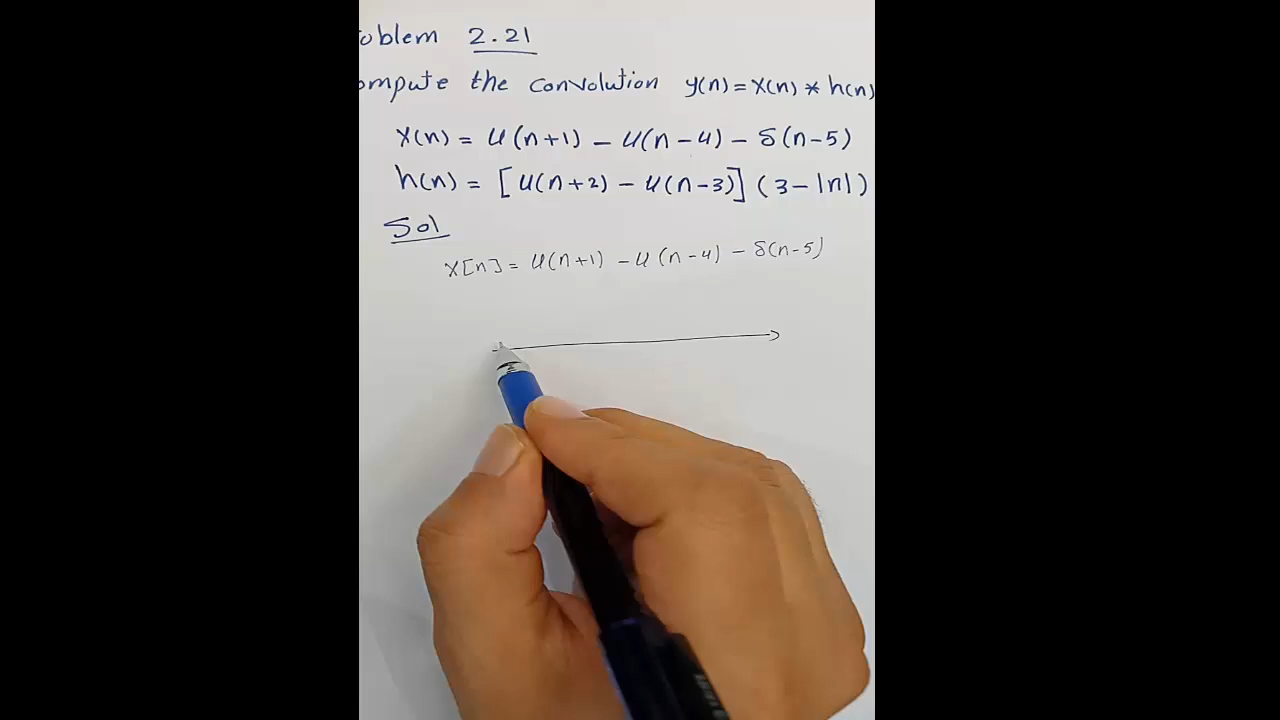 oblem 2.21
ompute the convolution y(n) = x(n) * h(n)
x(n) = u(n+1) - u(n-4) - δ(n-5)
h(n) = [u(n+2) - u(n-3)] (3-|n|)
Sol
x[n] = u(n+1) - u(n-4) - δ(n-5)